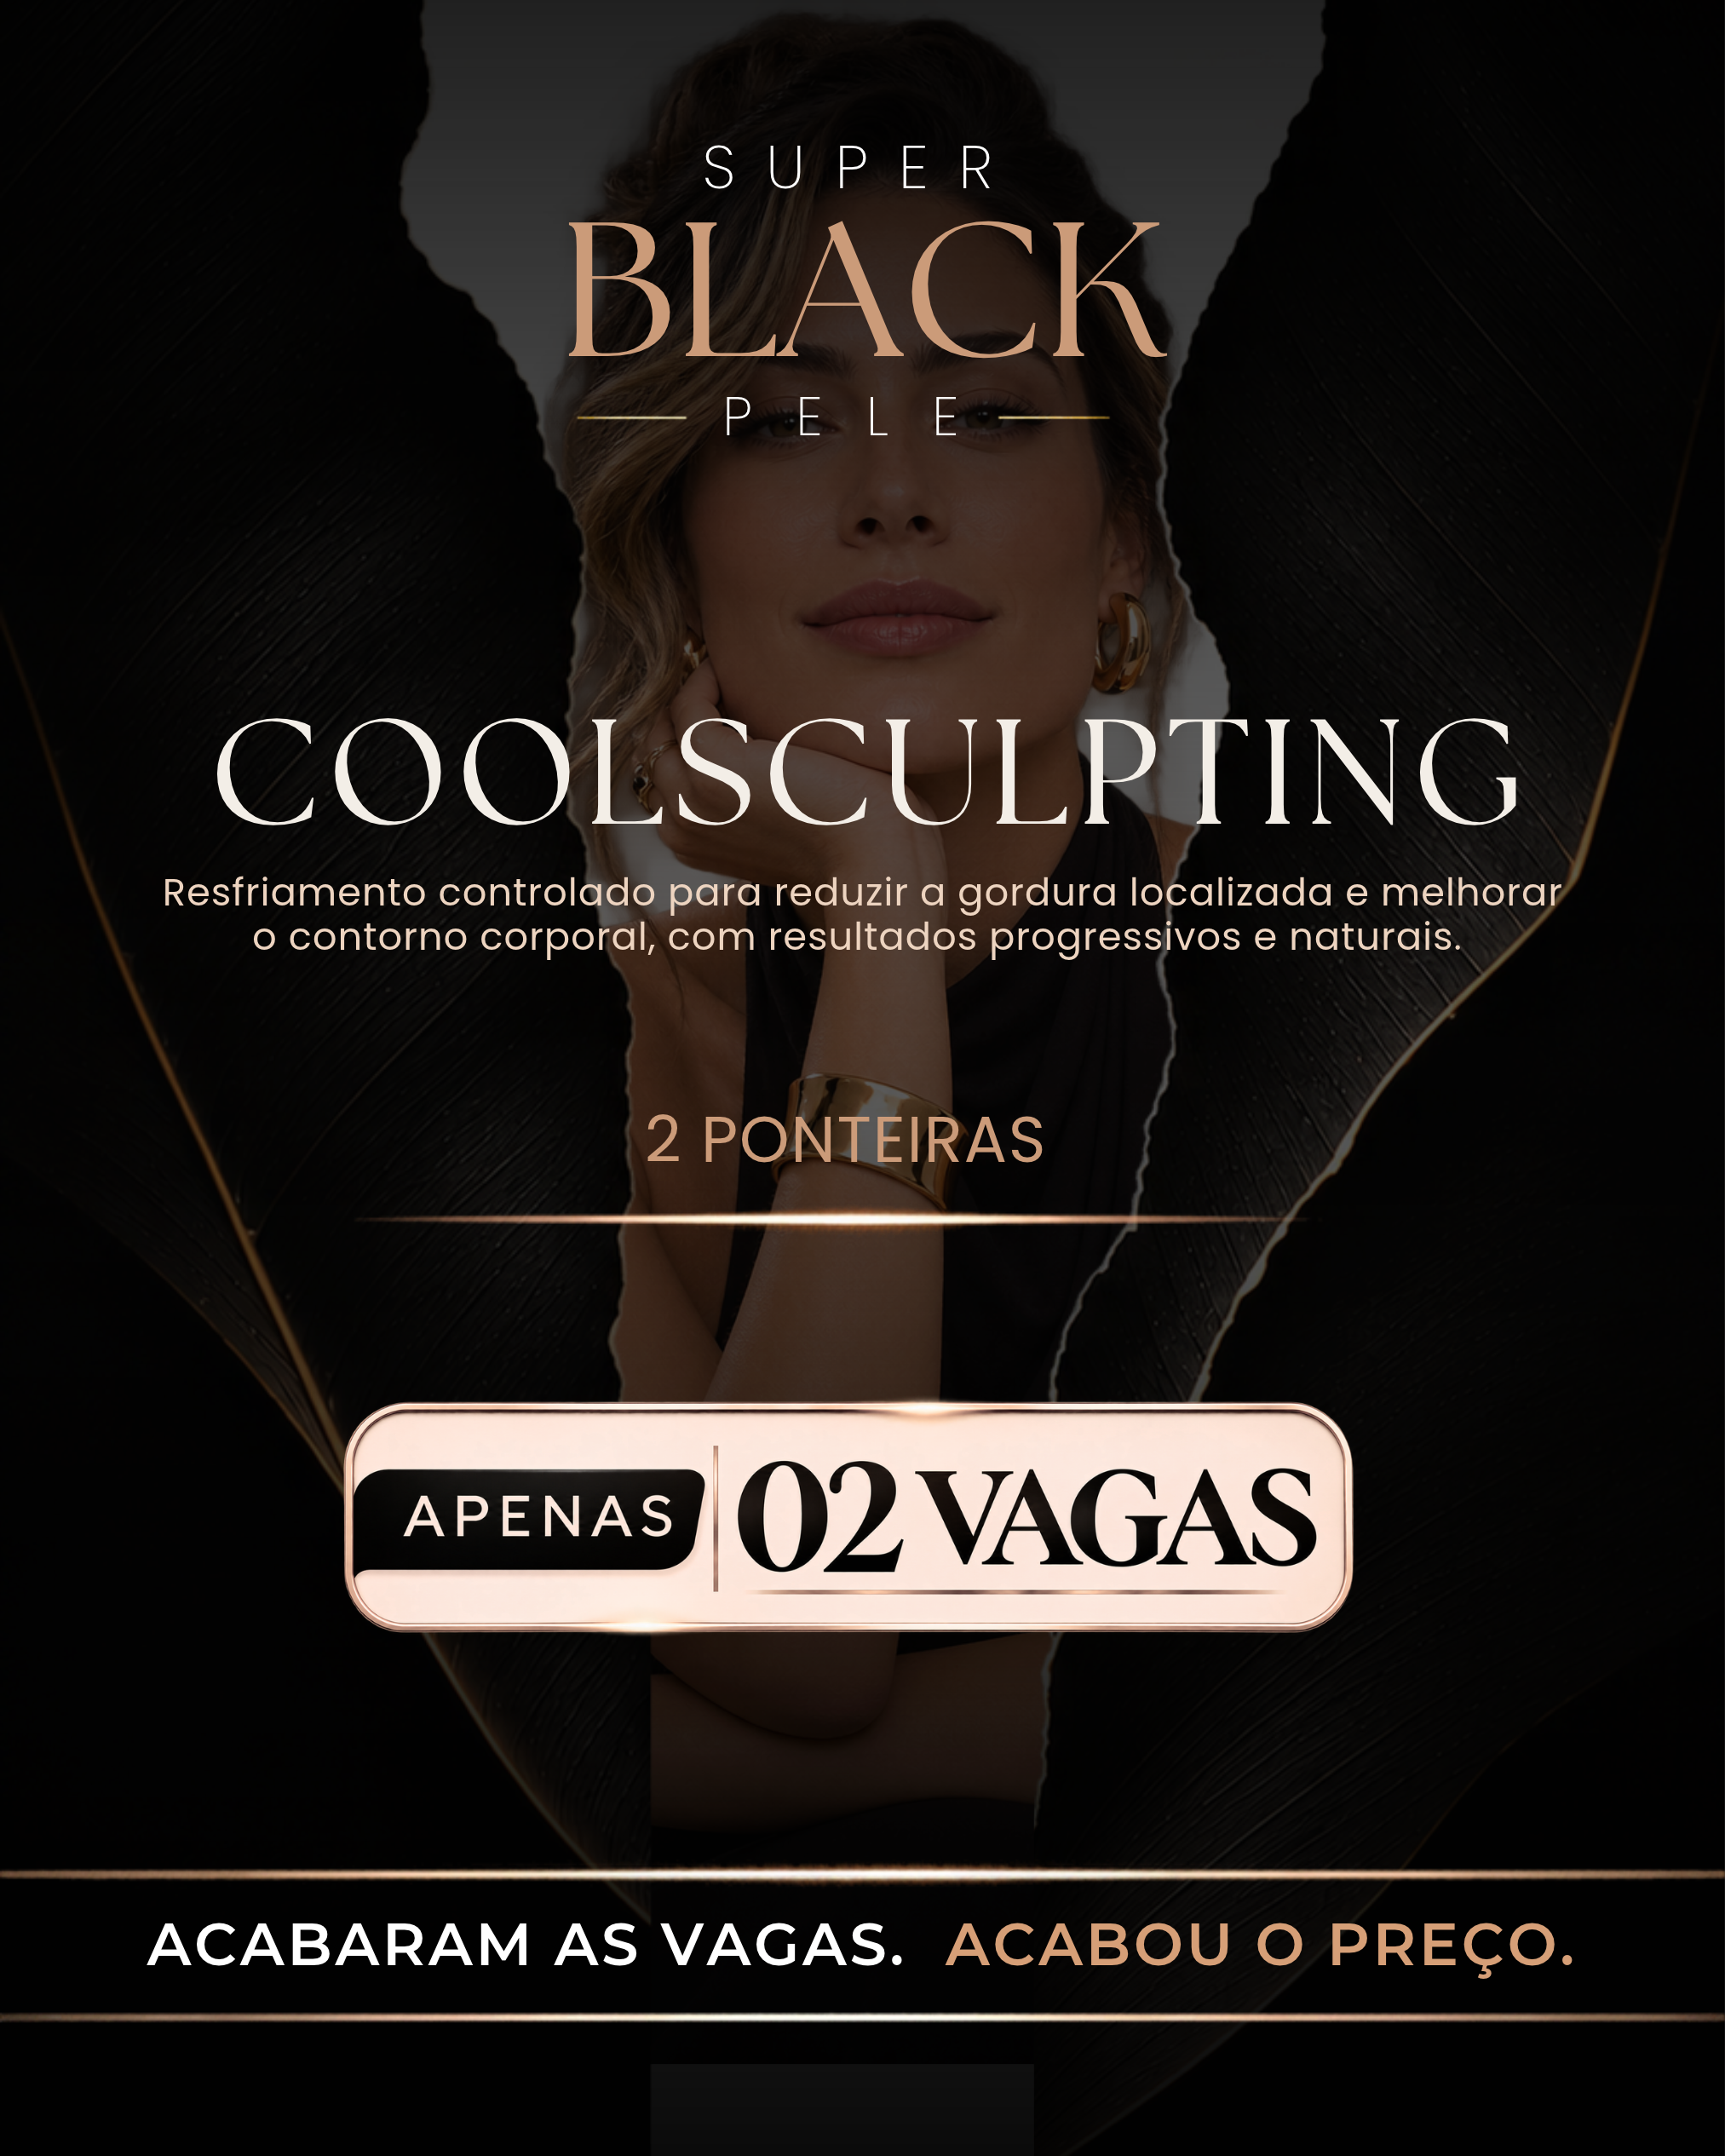 SUPER
BLACK
PELE
COOLSCULPTING
Resfriamento controlado para reduzir a gordura localizada e melhorar
o contorno corporal, com resultados progressivos e naturais.
2 PONTEIRAS
APENAS 02 VAGAS
ACABARAM AS VAGAS. ACABOU O PREÇO.